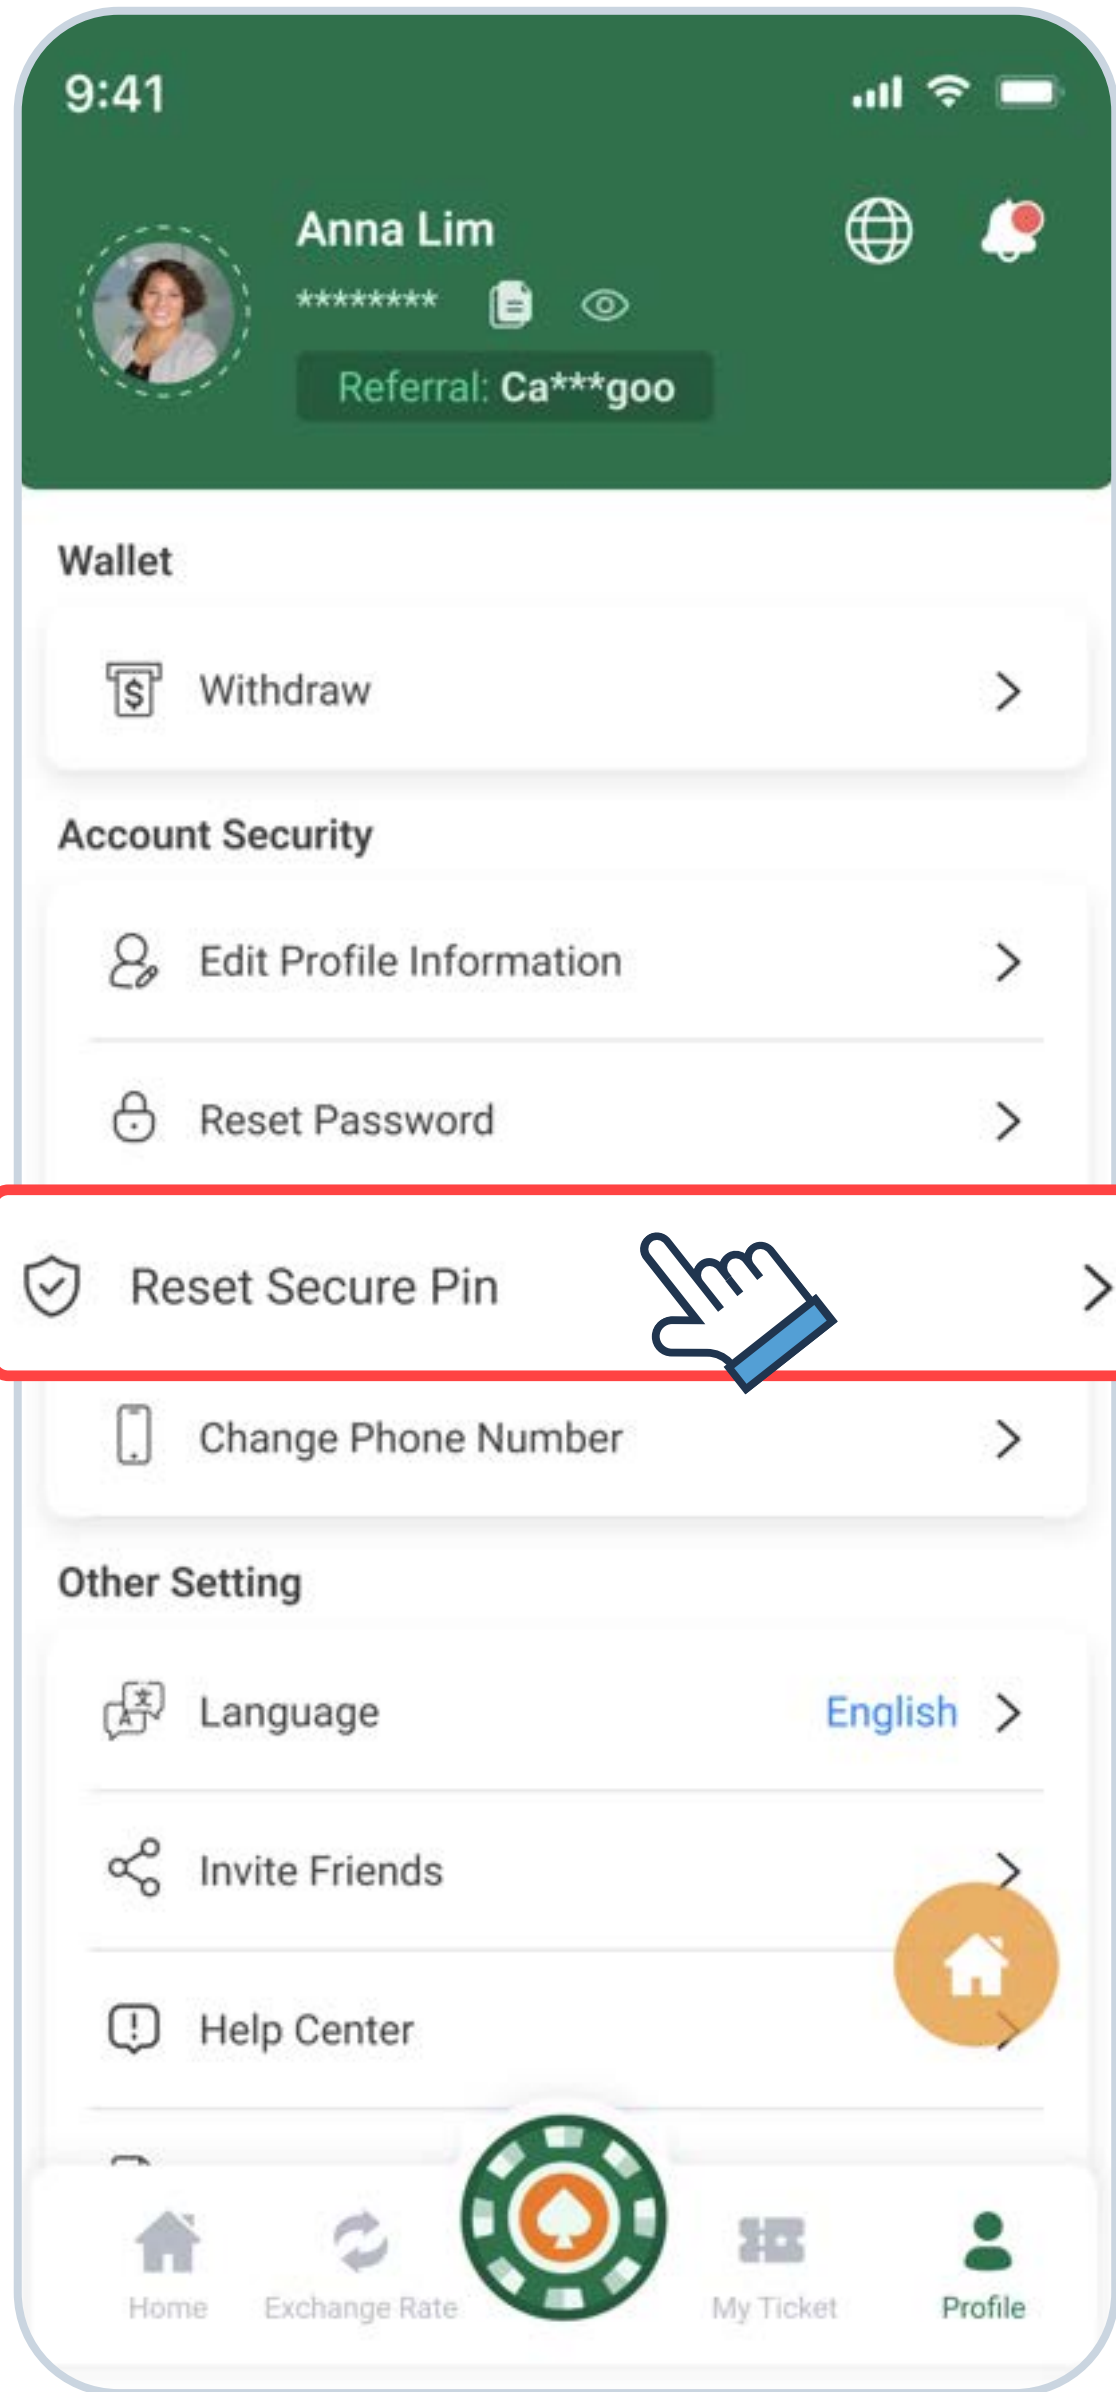 9:41
Anna Lim
********
Referral: Ca***goo
Wallet
Withdraw
Account Security
Edit Profile Information
Reset Password
Reset Secure Pin
Change Phone Number
Other Setting
Language English
Invite Friends
Help Center
Home Exchange Rate My Ticket Profile